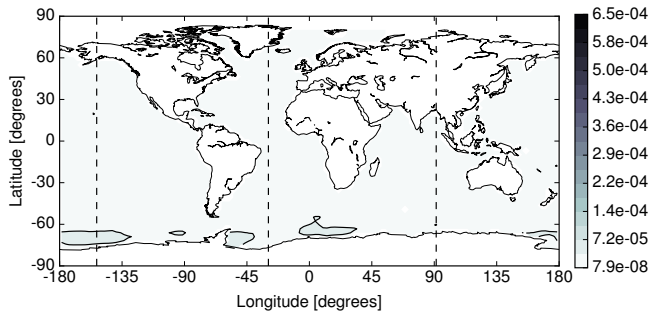 90
60
30
0
-30
-60
-90
Latitude [degrees]
-180
-135
-90
-45
0
45
90
135
180
Longitude [degrees]
6.5e-04
5.8e-04
5.0e-04
4.3e-04
3.6e-04
2.9e-04
2.2e-04
1.4e-04
7.2e-05
7.9e-08